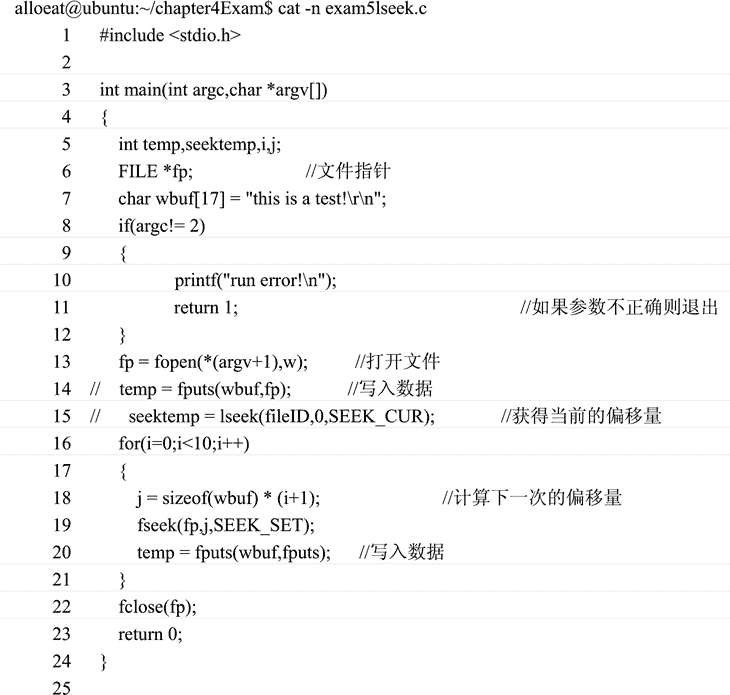 alloeat@ubuntu:~/chapter4Exam$ cat -n exam5lseek.c
1 #include <stdio.h>
2
3 int main(int argc,char *argv[])
4 {
5 int temp,seektemp,i,j;
6 FILE *fp; //文件指针
7 char wbuf[17] = "this is a test!\r\n";
8 if(argc!= 2)
9 {
10 printf("run error!\n");
11 return 1; //如果参数不正确则退出
12 }
13 fp = fopen(*(argv+1),w); //打开文件
14 // temp = fputs(wbuf,fp); //写入数据
15 // seektemp = lseek(fileID,0,SEEK_CUR); //获得当前的偏移量
16 for(i=0;i<10;i++)
17 {
18 j = sizeof(wbuf) * (i+1); //计算下一次的偏移量
19 fseek(fp,j,SEEK_SET);
20 temp = fputs(wbuf,fputs); //写入数据
21 }
22 fclose(fp);
23 return 0;
24 }
25